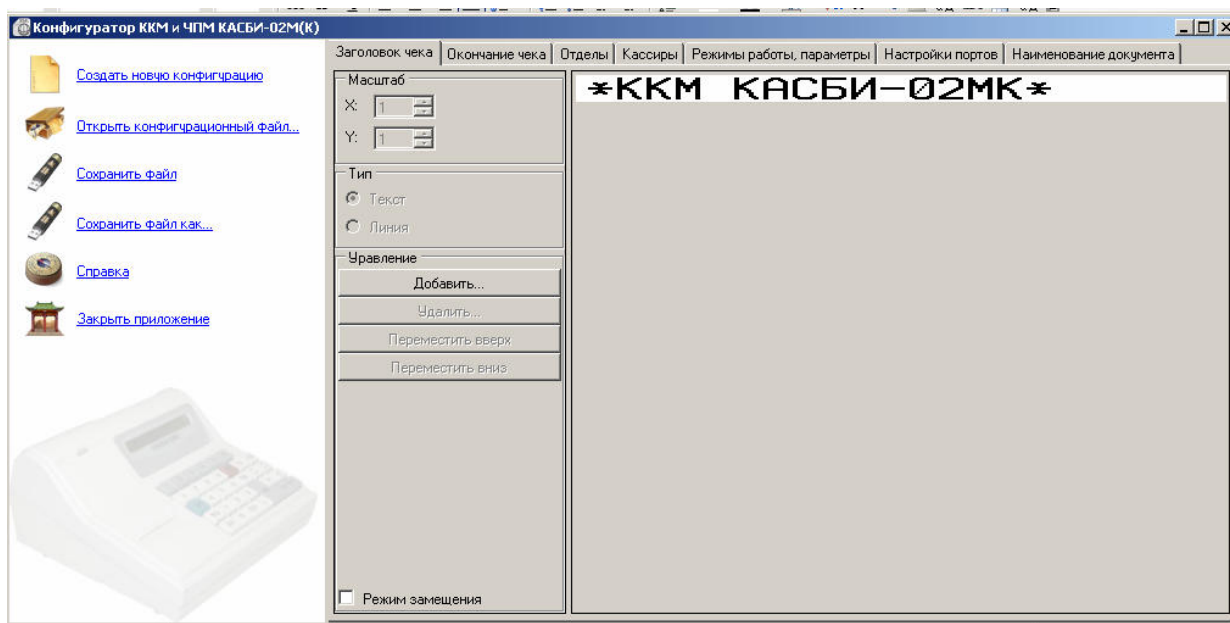 Конфигуратор ККМ и ЧПМ КАСБИ-02М(К)
Создать новую конфигурацию
Открыть конфигурационный файл...
Сохранить файл
Сохранить файл как...
Справка
Закрыть приложение
Заголовок чека Окончание чека Отделы Кассиры Режимы работы, параметры Настройки портов Наименование документа
Масштаб
X: 1
Y: 1
Тип
Текст
Линия
Уравление
Добавить...
Удалить...
Переместить вверх
Переместить вниз
Режим замещения
*ККМ КАСБИ-02МК*